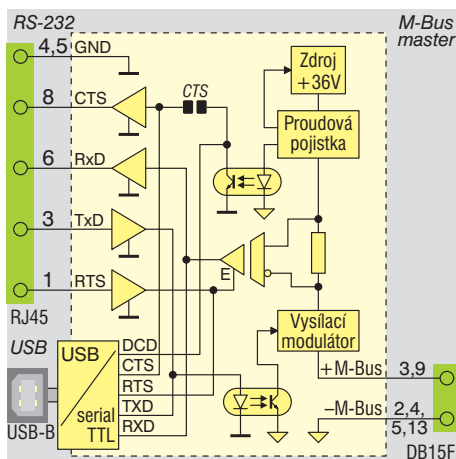 RS-232
M-Bus
master
4,5 GND
8 CTS
CTS
Zdroj
+36V
Proudová
pojistka
6 RxD
3 TxD
E
1 RTS
RJ45
Vysílací
modulátor
USB
USB
serial
TTL
DCD
CTS
RTS
TXD
RXD
USB-B
+M-Bus 3,9
–M-Bus 2,4,
5,13
DB15F